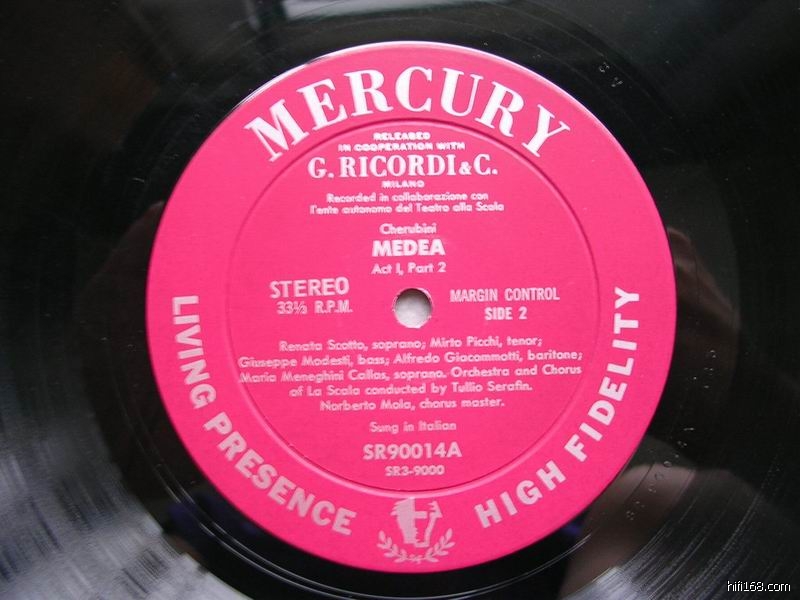 MERCURY
RELEASED
IN COOPERATION WITH
G. RICORDI & C.
MILANO
Recorded in collaborazione con
l'ente autonomo del Teatro alla Scala
Cherubini
MEDEA
Act I, Part 2
STEREO
33⅓ R.P.M.
MARGIN CONTROL
SIDE 2
Renata Scotto, soprano; Mirto Picchi, tenor;
Giuseppe Modesti, bass; Alfredo Giacommotti, baritone;
Maria Meneghini Callas, soprano. Orchestra and Chorus
of La Scala conducted by Tullio Serafin.
Norberto Mola, chorus master.
Sung in Italian
SR90014A
SR3-9000
LIVING PRESENCE
HIGH FIDELITY
hifi168.com